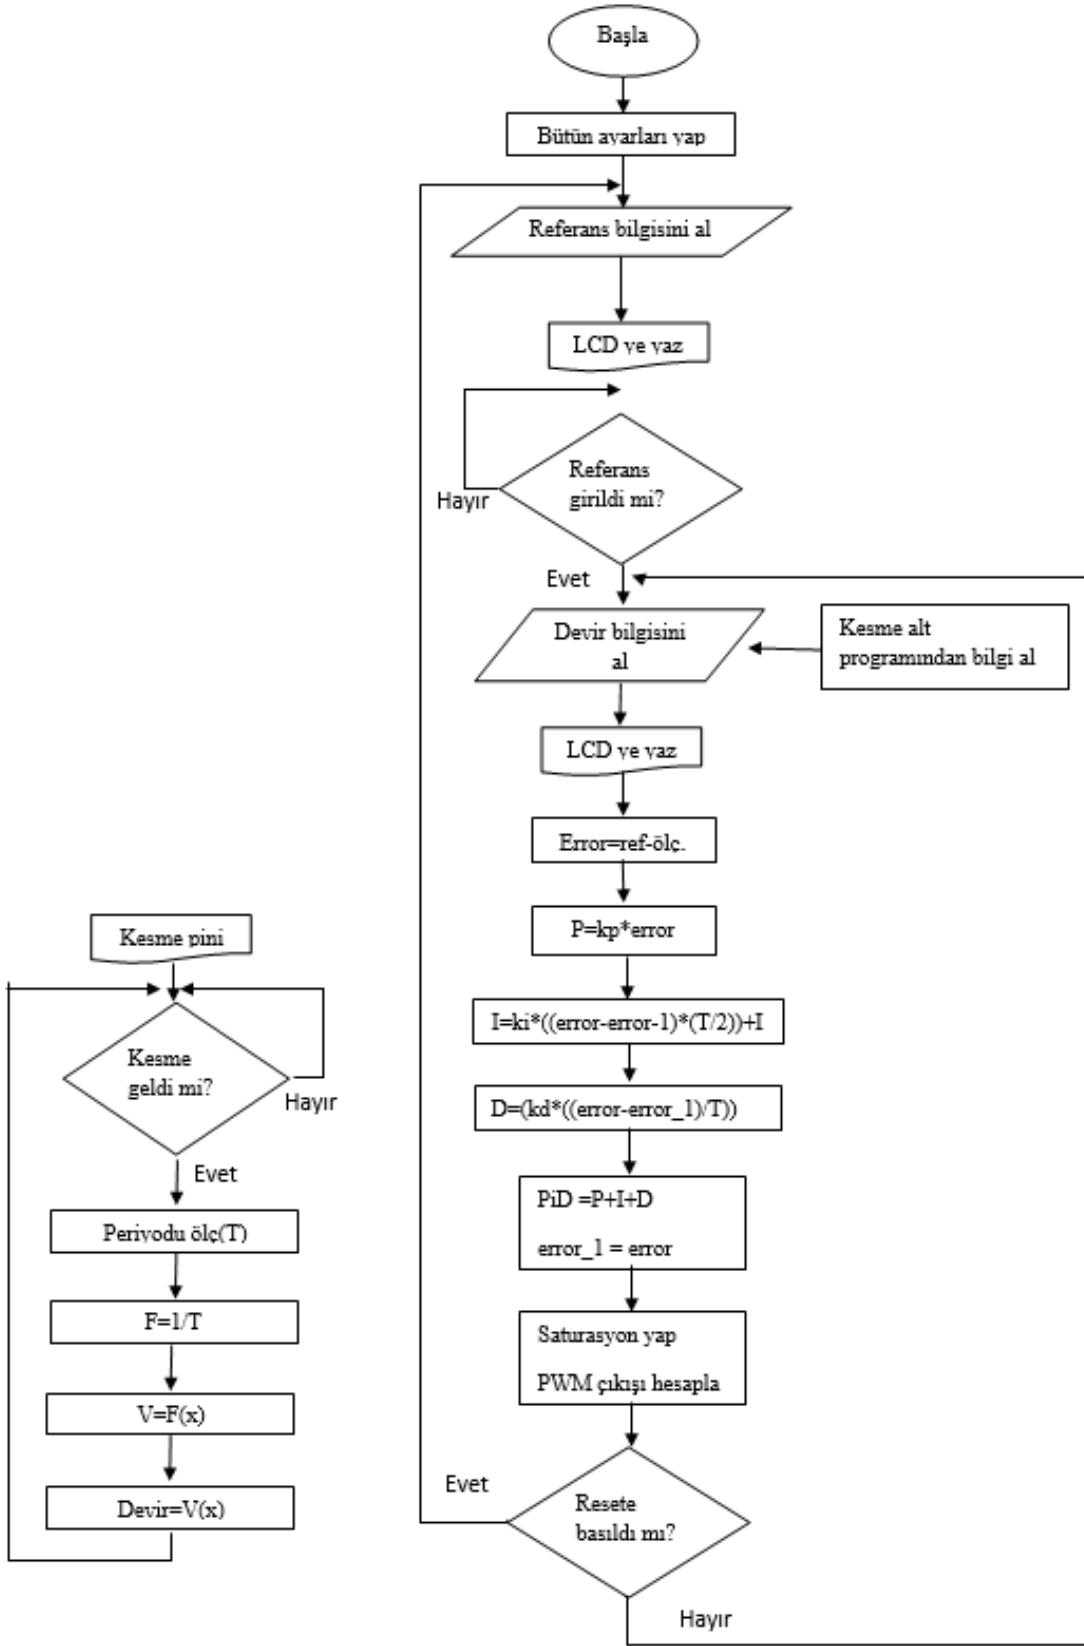 Başla
Bütün ayarları yap
Referans bilgisini al
LCD ye yaz
Referans
girildi mi?
Hayır
Evet
Devir bilgisini
al
Kesme alt
programından bilgi al
LCD ye yaz
Error=ref-ölç.
P=kp*error
I=ki*((error-error-1)*(T/2))+I
D=(kd*((error-error_1)/T))
PiD =P+I+D
error_1 = error
Saturasyon yap
PWM çıkışı hesapla
Evet
Resete
basıldı mı?
Hayır
Kesme pini
Kesme
geldi mi?
Hayır
Evet
Periyodu ölç(T)
F=1/T
V=F(x)
Devir=V(x)